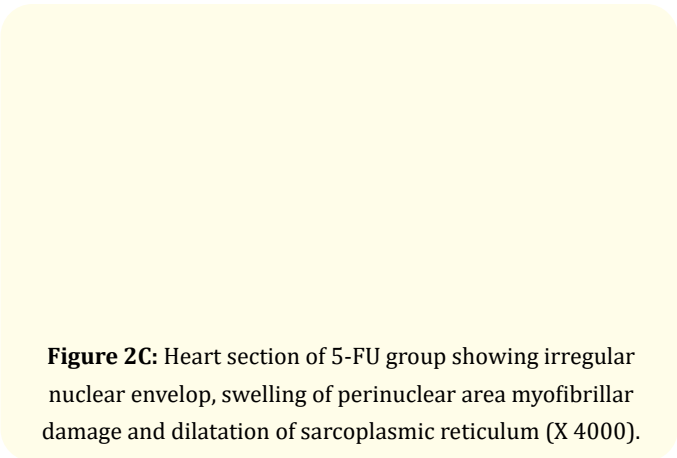 Figure 2C: Heart section of 5-FU group showing irregular
nuclear envelop, swelling of perinuclear area myofibrillar
damage and dilatation of sarcoplasmic reticulum (X 4000).